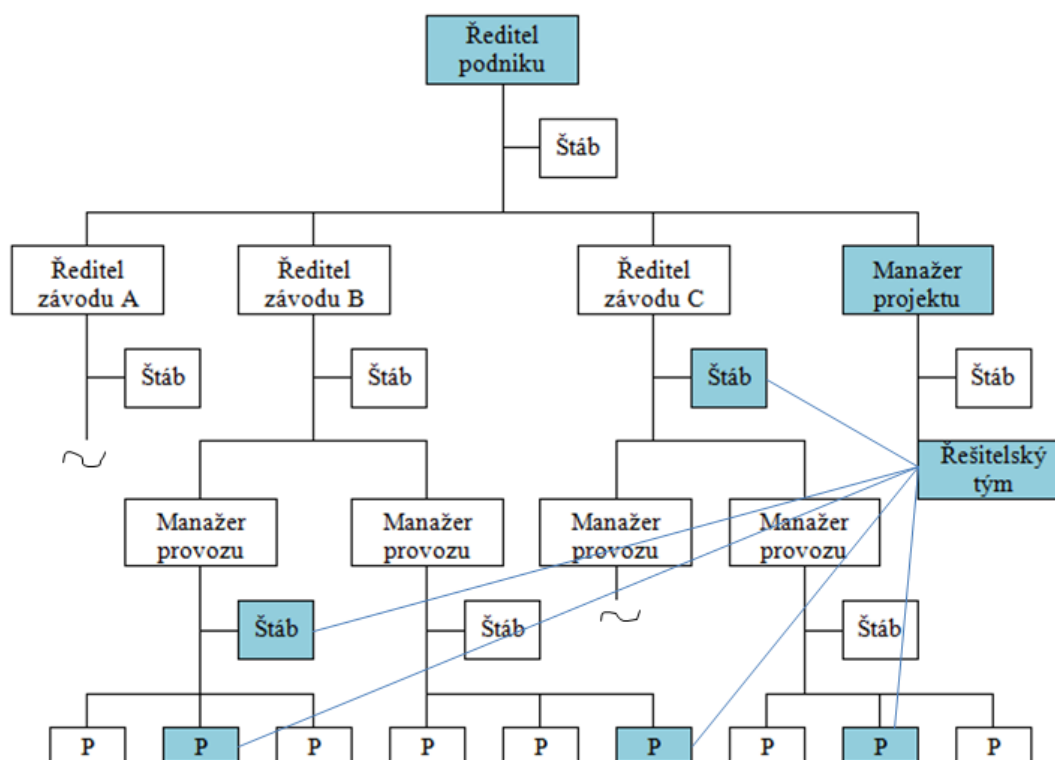 Ředitel
podniku
Štáb
Ředitel
závodu A
Ředitel
závodu B
Ředitel
závodu C
Manažer
projektu
Štáb
Štáb
Štáb
Štáb
Řešitelský
tým
Manažer
provozu
Manažer
provozu
Manažer
provozu
Manažer
provozu
Štáb
Štáb
Štáb
P
P
P
P
P
P
P
P
P